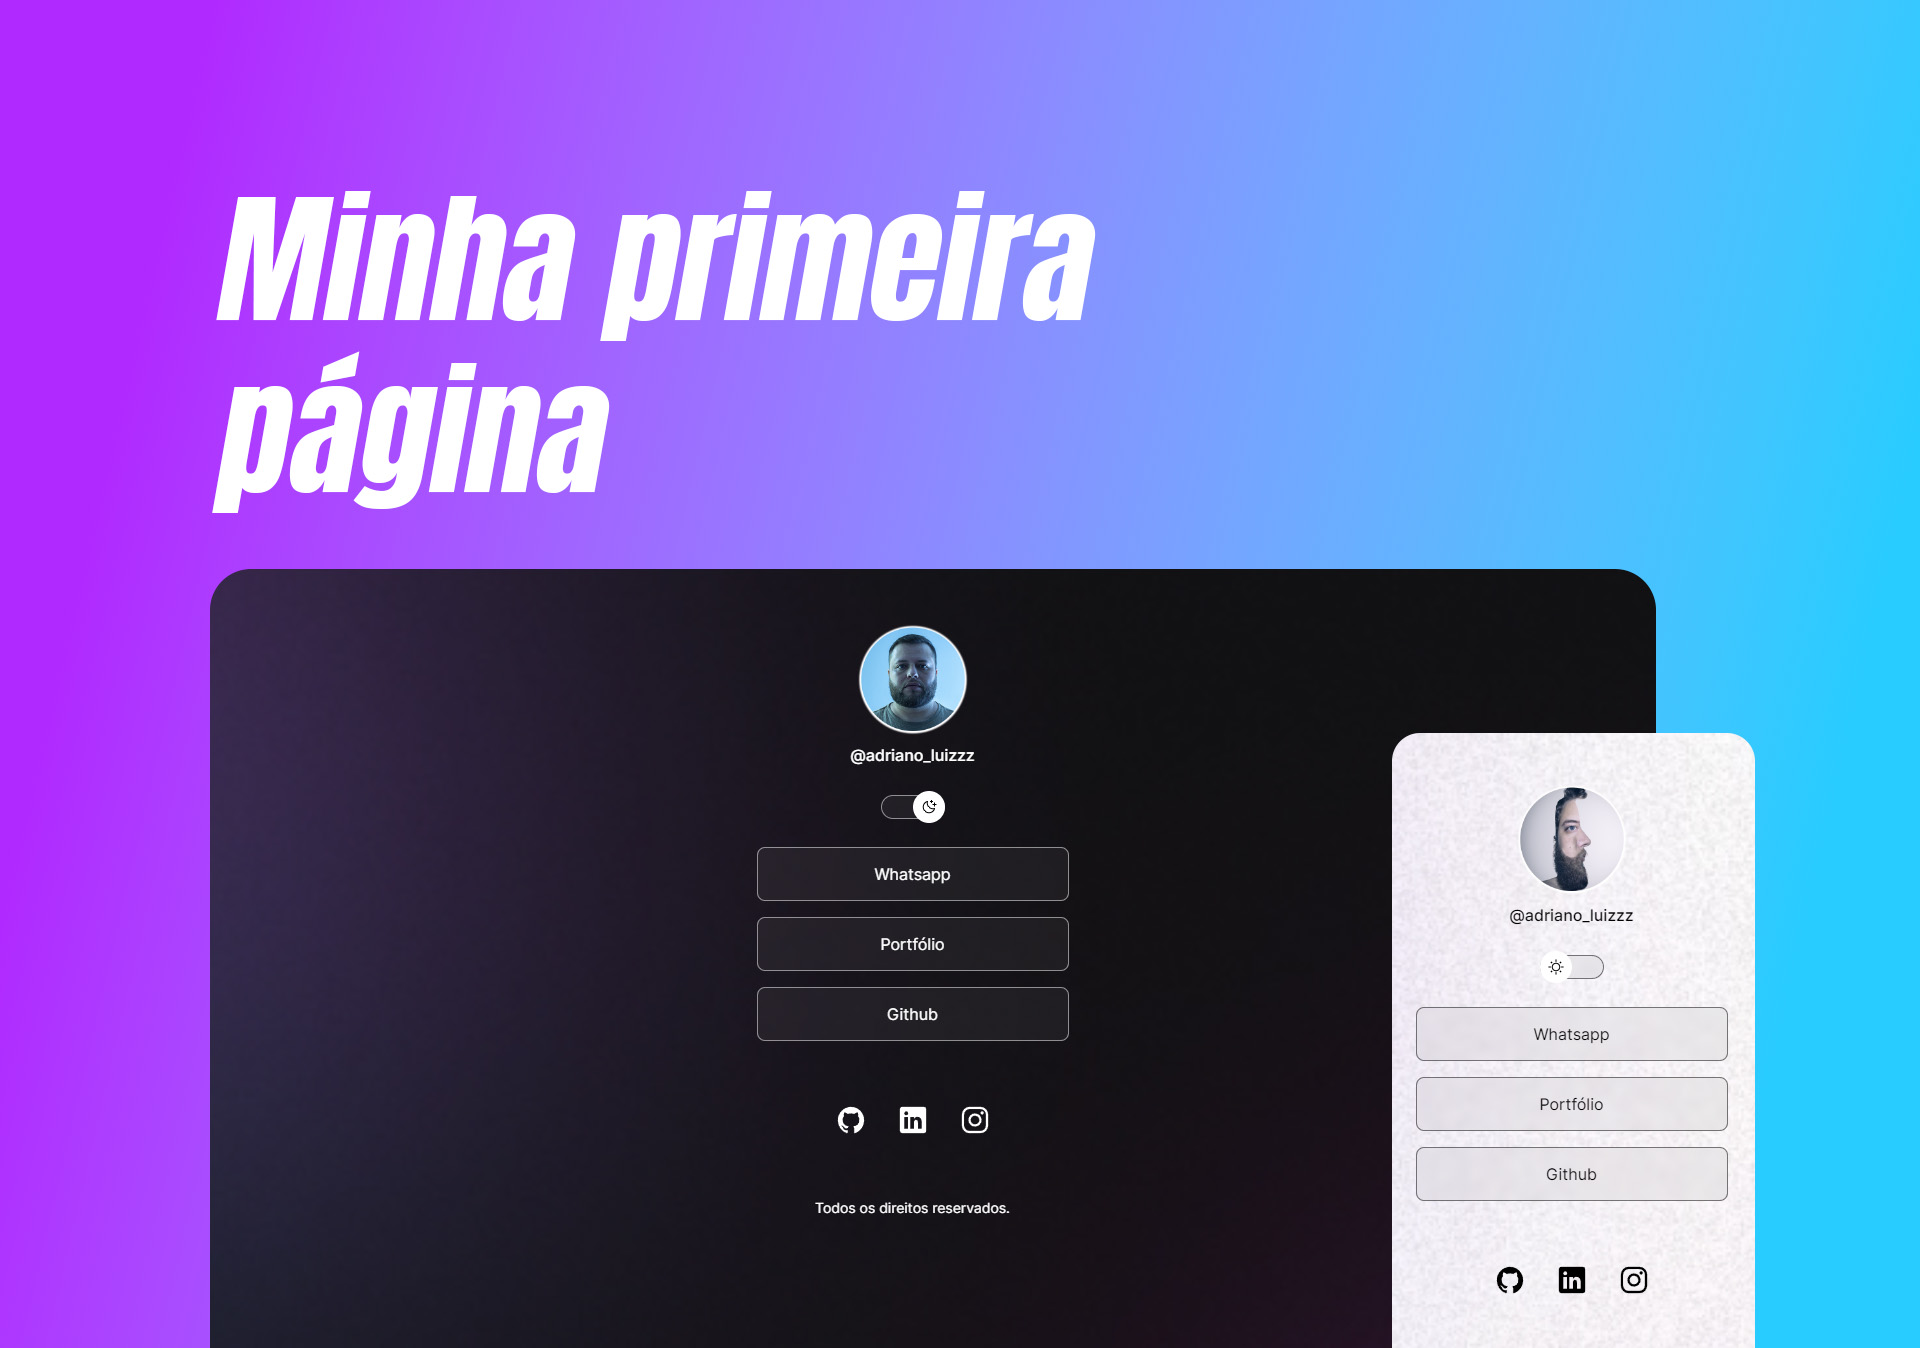 Minha primeira
página
@adriano_luizzz
Whatsapp
Portfólio
Github
Todos os direitos reservados.
@adriano_luizzz
Whatsapp
Portfólio
Github